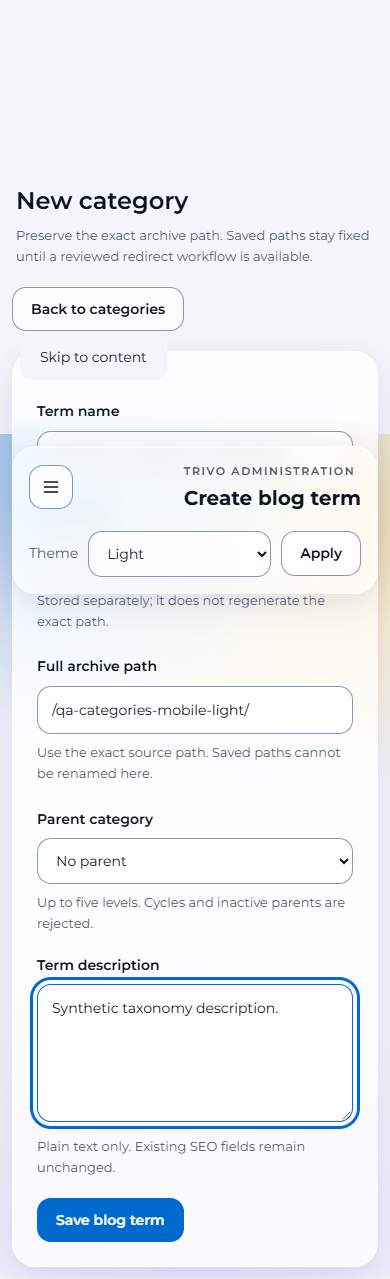 New category
Preserve the exact archive path. Saved paths stay fixed
until a reviewed redirect workflow is available.
Back to categories
Skip to content
Term name
TRIVO ADMINISTRATION
Create blog term
Theme
Light
Apply
Stored separately; it does not regenerate the
exact path.
Full archive path
/qa-categories-mobile-light/
Use the exact source path. Saved paths cannot
be renamed here.
Parent category
No parent
Up to five levels. Cycles and inactive parents are
rejected.
Term description
Synthetic taxonomy description.
Plain text only. Existing SEO fields remain
unchanged.
Save blog term